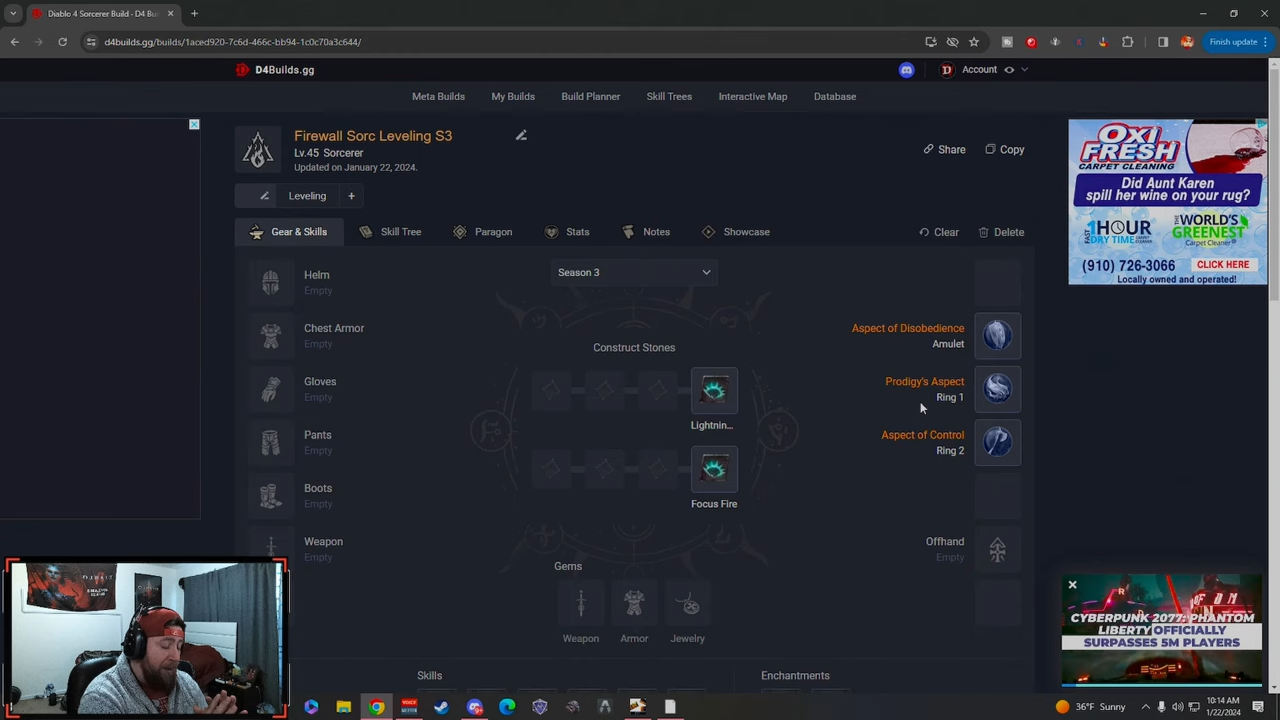 Diablo 4 Sorcerer Build - D4 Bui
d4builds.gg/builds/1aced920-7c6d-466c-bb94-1c0c70a3c644/
Finish update
D4Builds.gg
Account
Meta Builds
My Builds
Build Planner
Skill Trees
Interactive Map
Database
Firewall Sorc Leveling S3
Lv.45 Sorcerer
Updated on January 22, 2024.
Share
Copy
Leveling
+
Gear & Skills
Skill Tree
Paragon
Stats
Notes
Showcase
Clear
Delete
Season 3
Helm
Empty
Chest Armor
Empty
Gloves
Empty
Pants
Empty
Boots
Empty
Weapon
Empty
Construct Stones
Lightnin...
Focus Fire
Aspect of Disobedience
Amulet
Prodigy's Aspect
Ring 1
Aspect of Control
Ring 2
Offhand
Empty
Gems
Weapon
Armor
Jewelry
Skills
Enchantments
OXI
FRESH
CARPET CLEANING
Did Aunt Karen
spill her wine on your rug?
1HOUR
DRY TIME
THE WORLD'S
GREENEST
Carpet Cleaner
(910) 726-3066
CLICK HERE
Locally owned and operated!
CYBERPUNK 2077: PHANTOM
LIBERTY OFFICIALLY
SURPASSES 5M PLAYERS
36°F Sunny
10:14 AM
1/22/2024